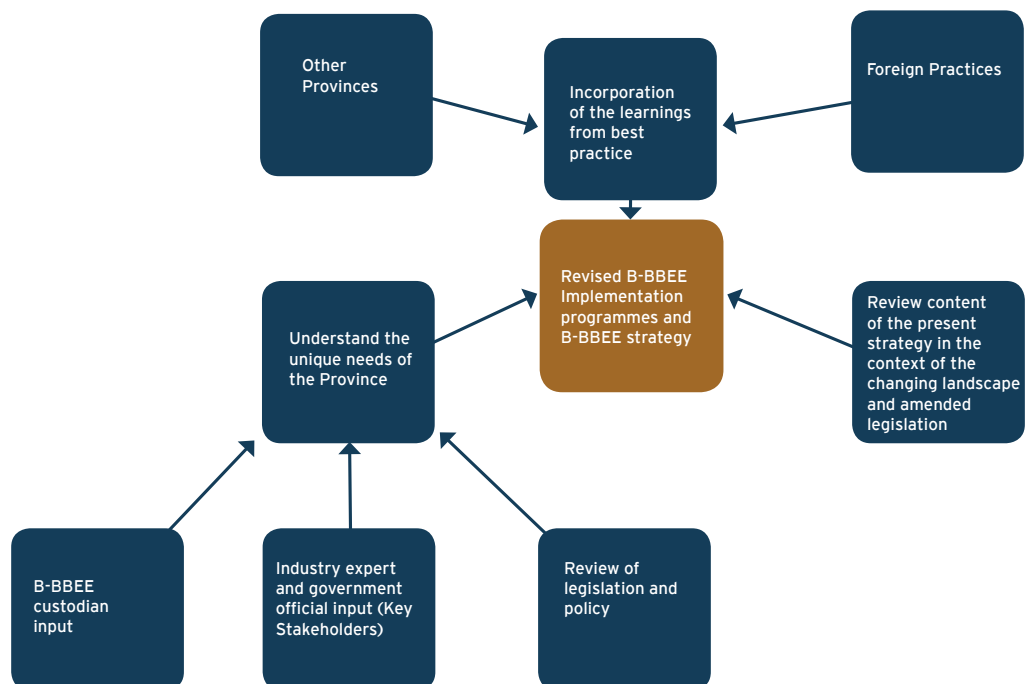 Other
Provinces
Incorporation
of the learnings
from best
practice
Foreign Practices
Revised B-BBEE
Implementation
programmes and
B-BBEE strategy
Understand the
unique needs of
the Province
Review content
of the present
strategy in the
context of the
changing landscape
and amended
legislation
B-BBEE
custodian
input
Industry expert
and government
official input (Key
Stakeholders)
Review of
legislation and
policy